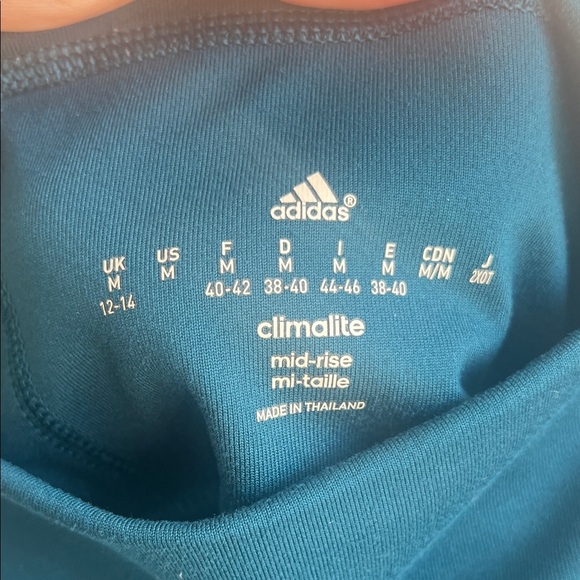 adidas®
UK US F D I E CDN J
M M M M M M M/M 2XOT
12-14 40-42 38-40 44-46 38-40
climalite
mid-rise
mi-taille
MADE IN THAILAND